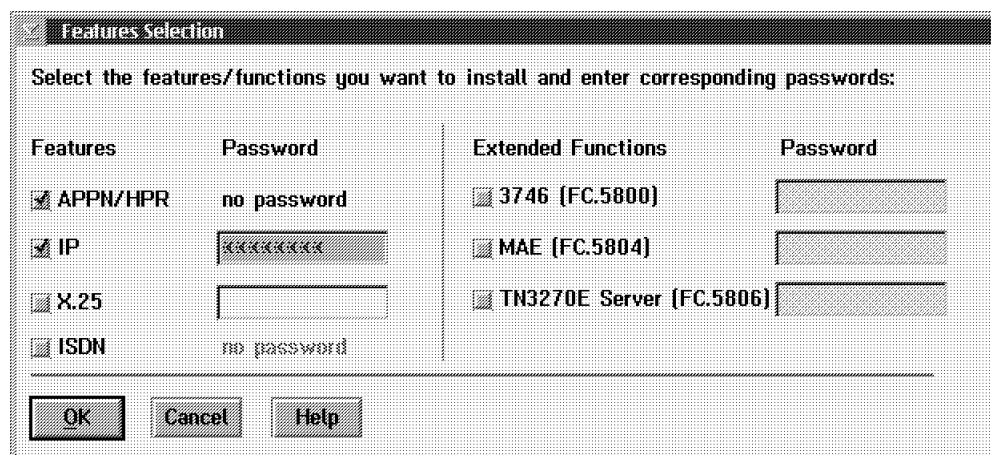 Features Selection
Select the features/functions you want to install and enter corresponding passwords:
Features Password
APPN/HPR no password
IP ********
X.25
ISDN no password
Extended Functions Password
3746 (FC.5800)
MAE (FC.5804)
TN3270E Server (FC.5806)
OK Cancel Help